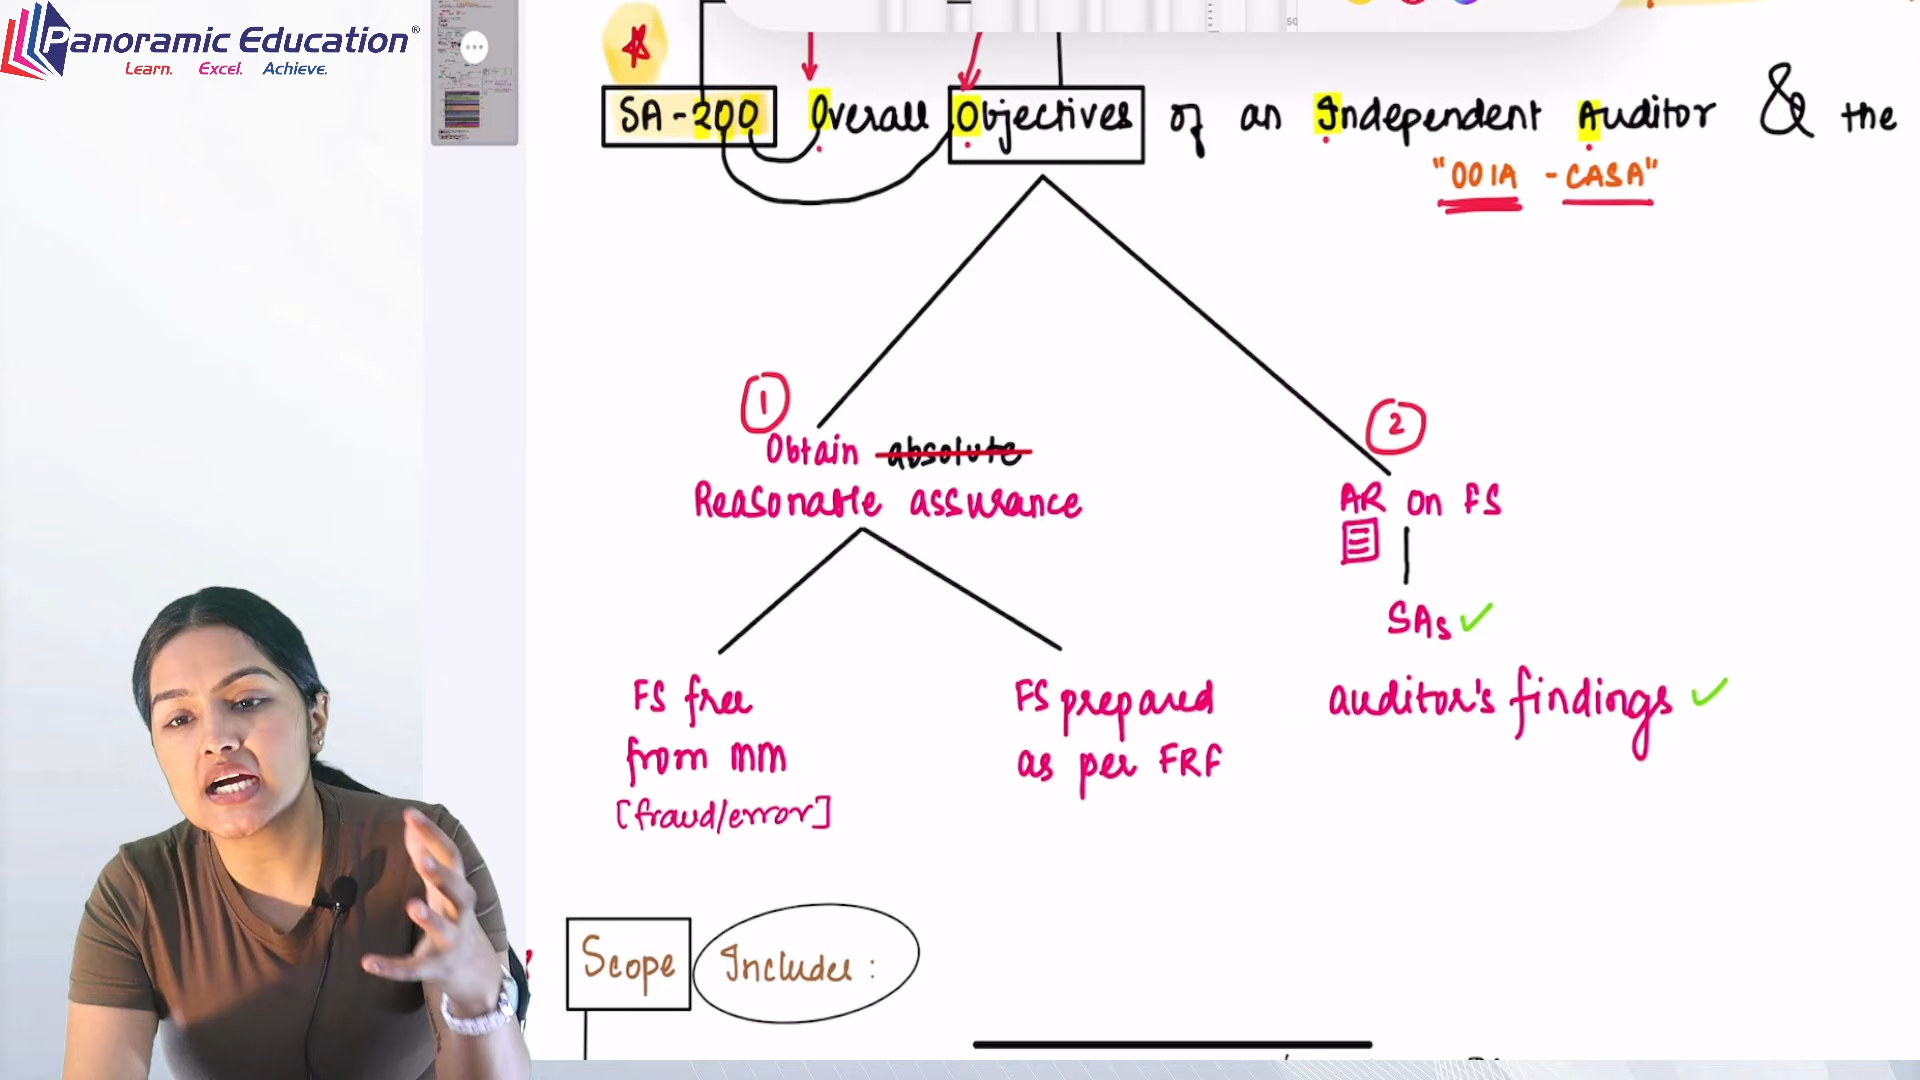 Panoramic Education®
Learn. Excel. Achieve.
50
SA-200 Overall Objectives of an Independent Auditor & the
"OOIA - CASA"
1
Obtain absolute
Reasonable assurance
2
AR on FS
SAs ✓
auditor's findings ✓
FS free
from MM
[fraud/error]
FS prepared
as per FRF
Scope Includes: